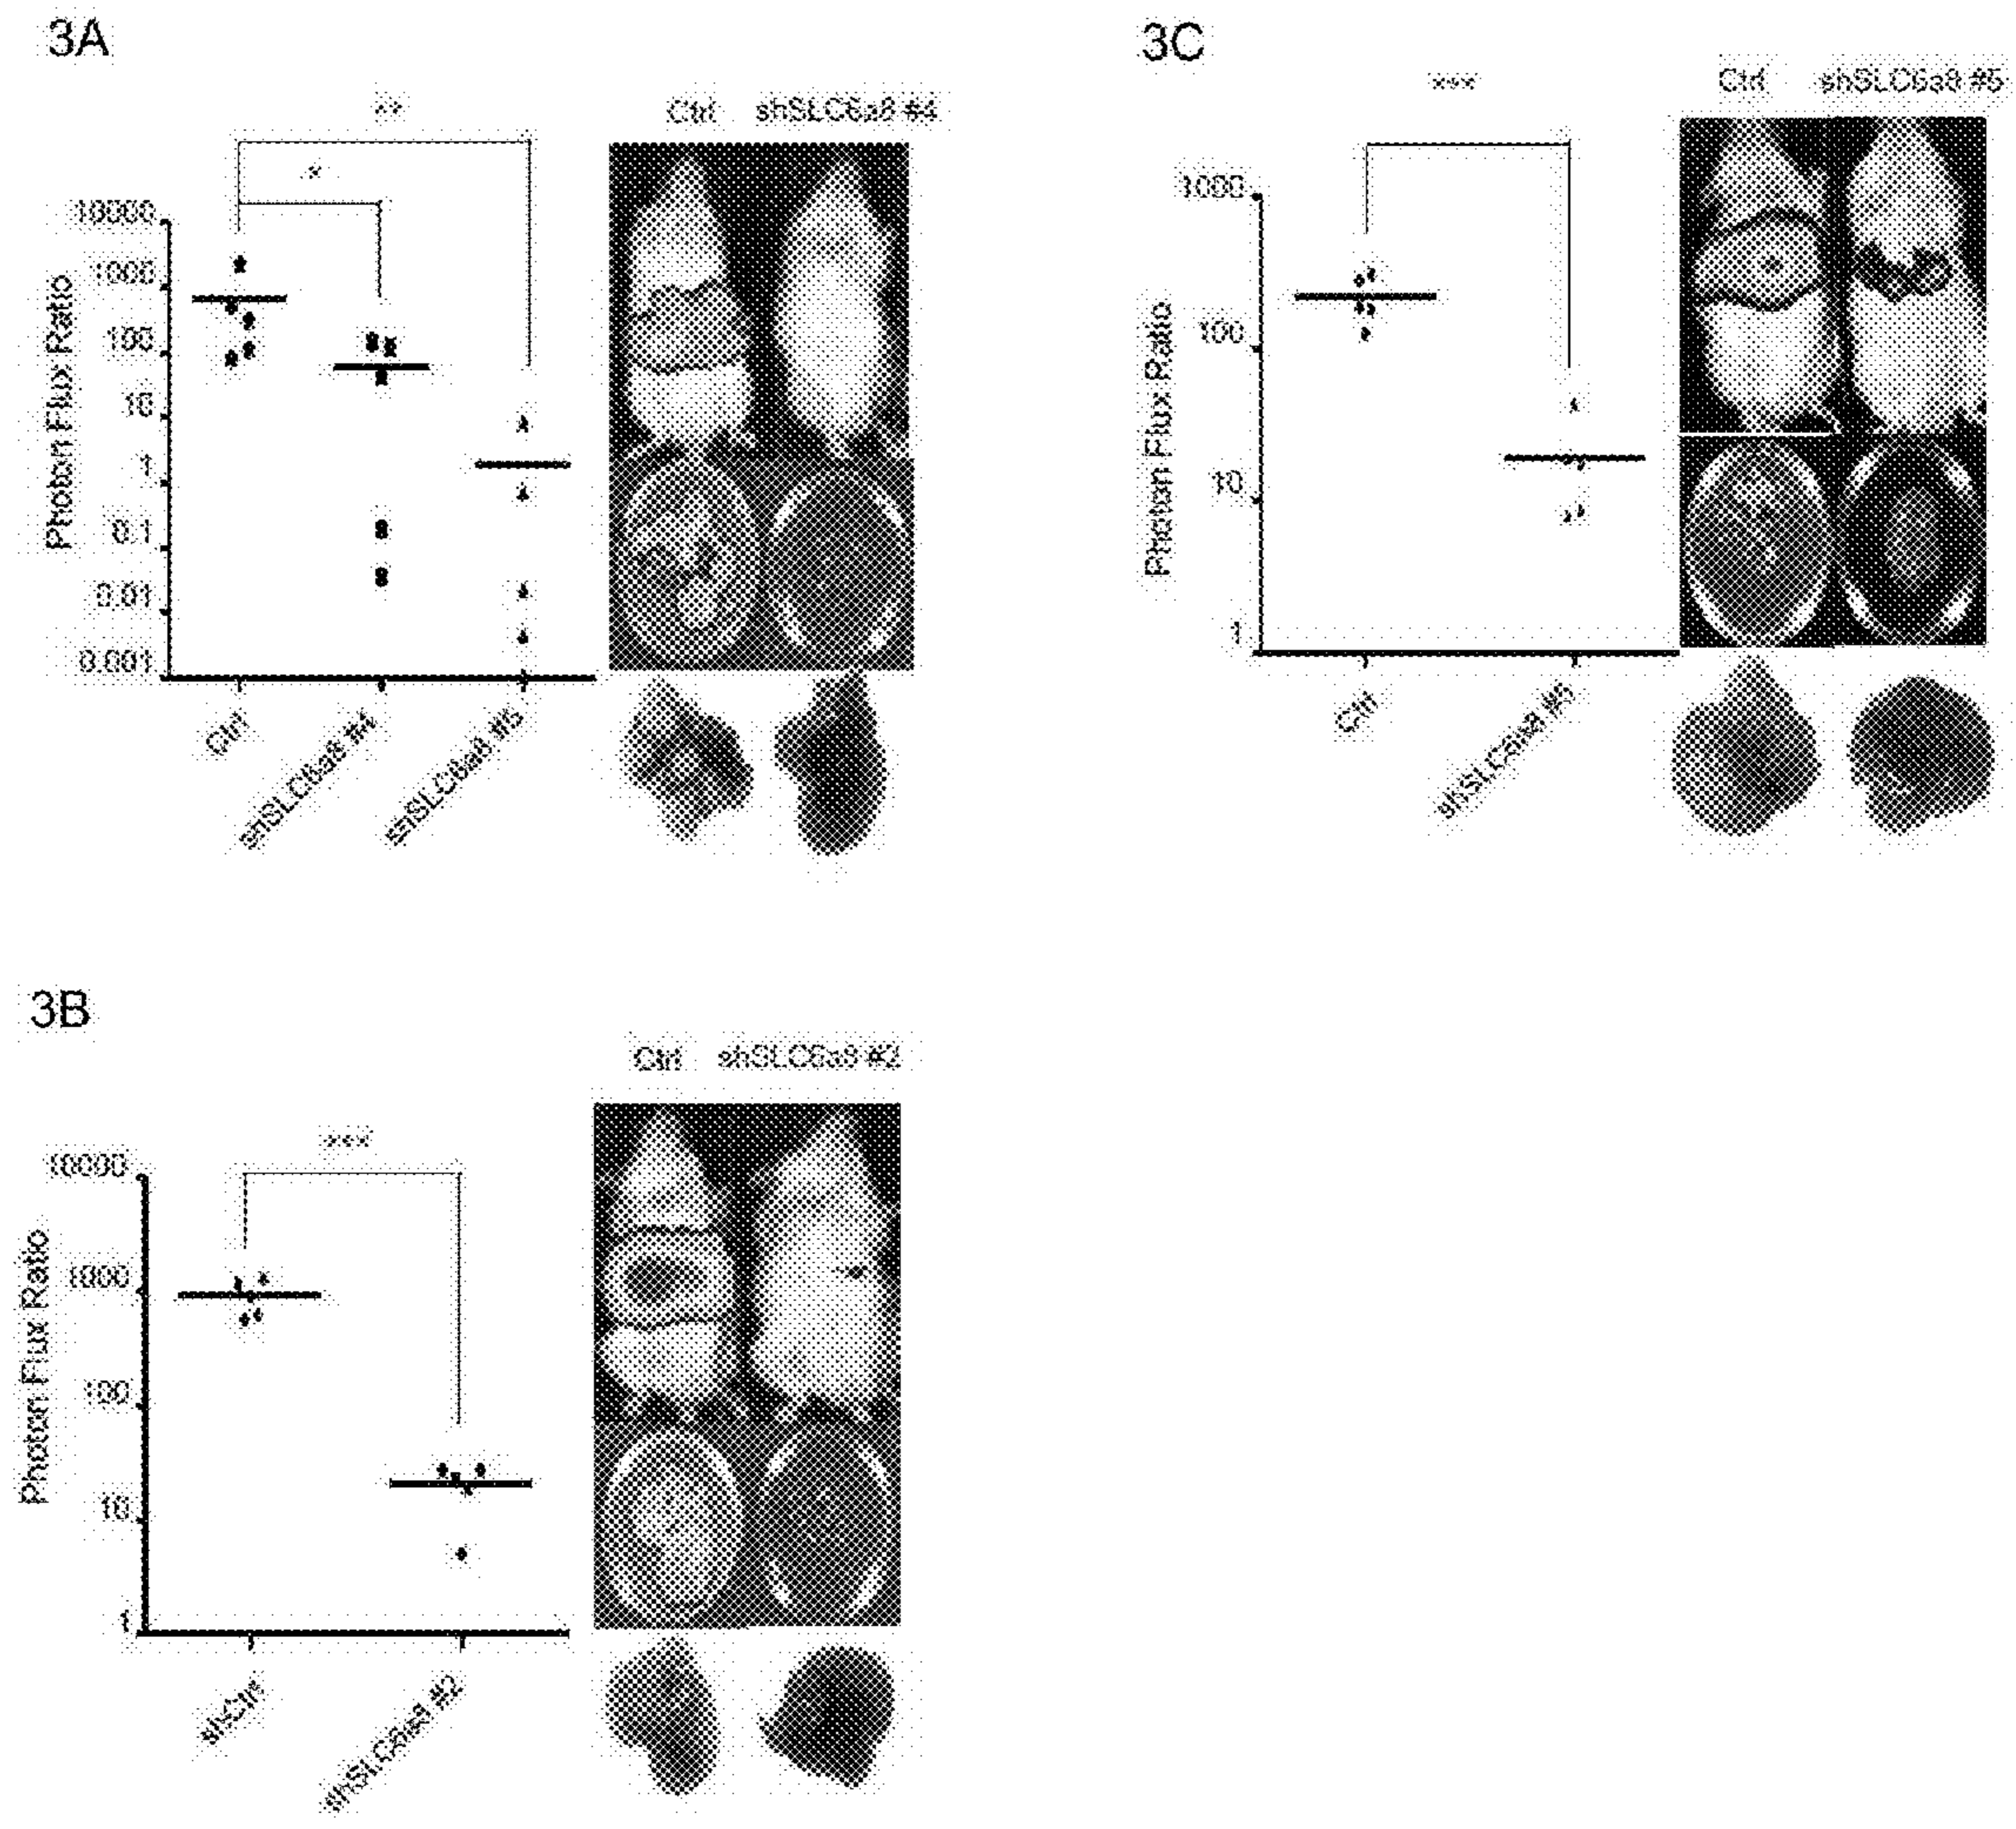 3A
**
*
Ctrl shSLC6a8 #4
Photon Flux Ratio
10000
1000
100
10
1
0.1
0.01
0.001
Ctrl
shSLC6a8 #4
shSLC6a8 #5
3C
***
Ctrl shSLC6a8 #5
Photon Flux Ratio
1000
100
10
1
Ctrl
shSLC6a8 #5
3B
Ctrl shSLC6a8 #2
***
Photon Flux Ratio
10000
1000
100
10
1
shCtrl
shSLC6a8 #2